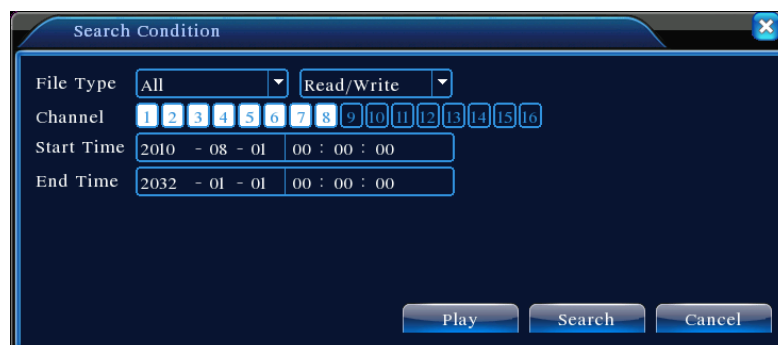 Search Condition
File Type All Read/Write
Channel 1 2 3 4 5 6 7 8 9 10 11 12 13 14 15 16
Start Time 2010 - 08 - 01 00 : 00 : 00
End Time 2032 - 01 - 01 00 : 00 : 00
Play Search Cancel